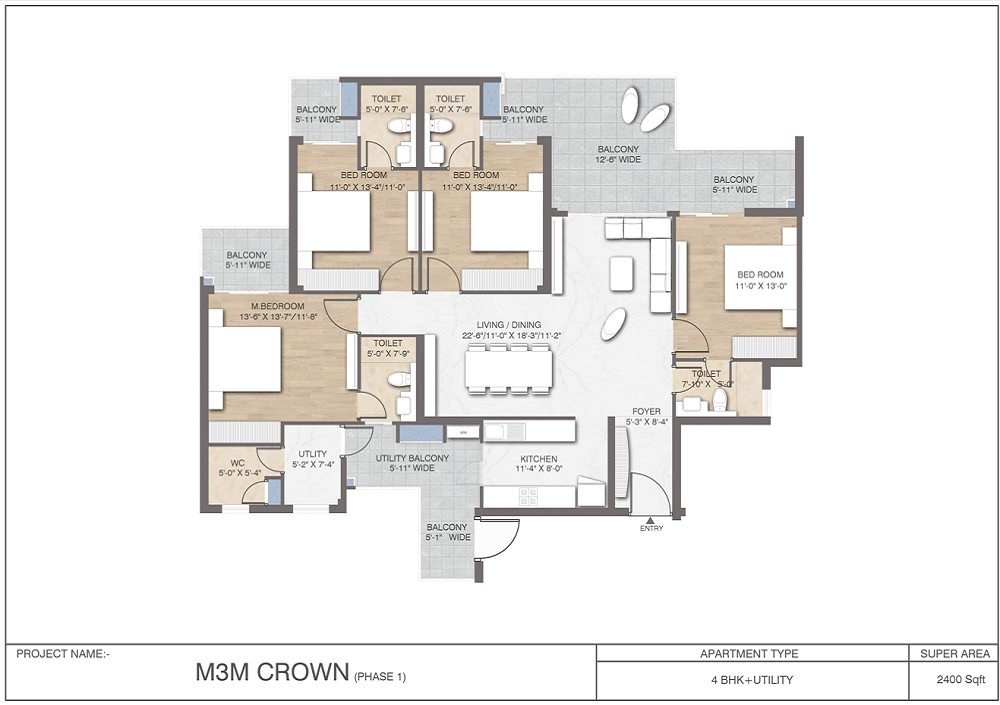 TOILET
5'-0" X 7'-6"
TOILET
5'-0" X 7'-6"
BALCONY
5'-11" WIDE
BALCONY
5'-11" WIDE
BALCONY
12'-6" WIDE
BALCONY
5'-11" WIDE
BED ROOM
11'-0" X 13'-4"/11'-0"
BED ROOM
11'-0" X 13'-4"/11'-0"
BALCONY
5'-11" WIDE
BED ROOM
11'-0" X 13'-0"
M.BEDROOM
13'-6" X 13'-7"/11'-8"
LIVING / DINING
22'-6"/11'-0" X 18'-3"/11'-2"
TOILET
5'-0" X 7'-9"
TOILET
7'-10" X 5'-0"
FOYER
5'-3" X 8'-4"
WC
5'-0" X 5'-4"
UTLITY
5'-2" X 7'-4"
UTILITY BALCONY
5'-11" WIDE
KITCHEN
11'-4" X 8'-0"
BALCONY
5'-1" WIDE
ENTRY
PROJECT NAME:-
M3M CROWN (PHASE 1)
APARTMENT TYPE
4 BHK+UTILITY
SUPER AREA
2400 Sqft